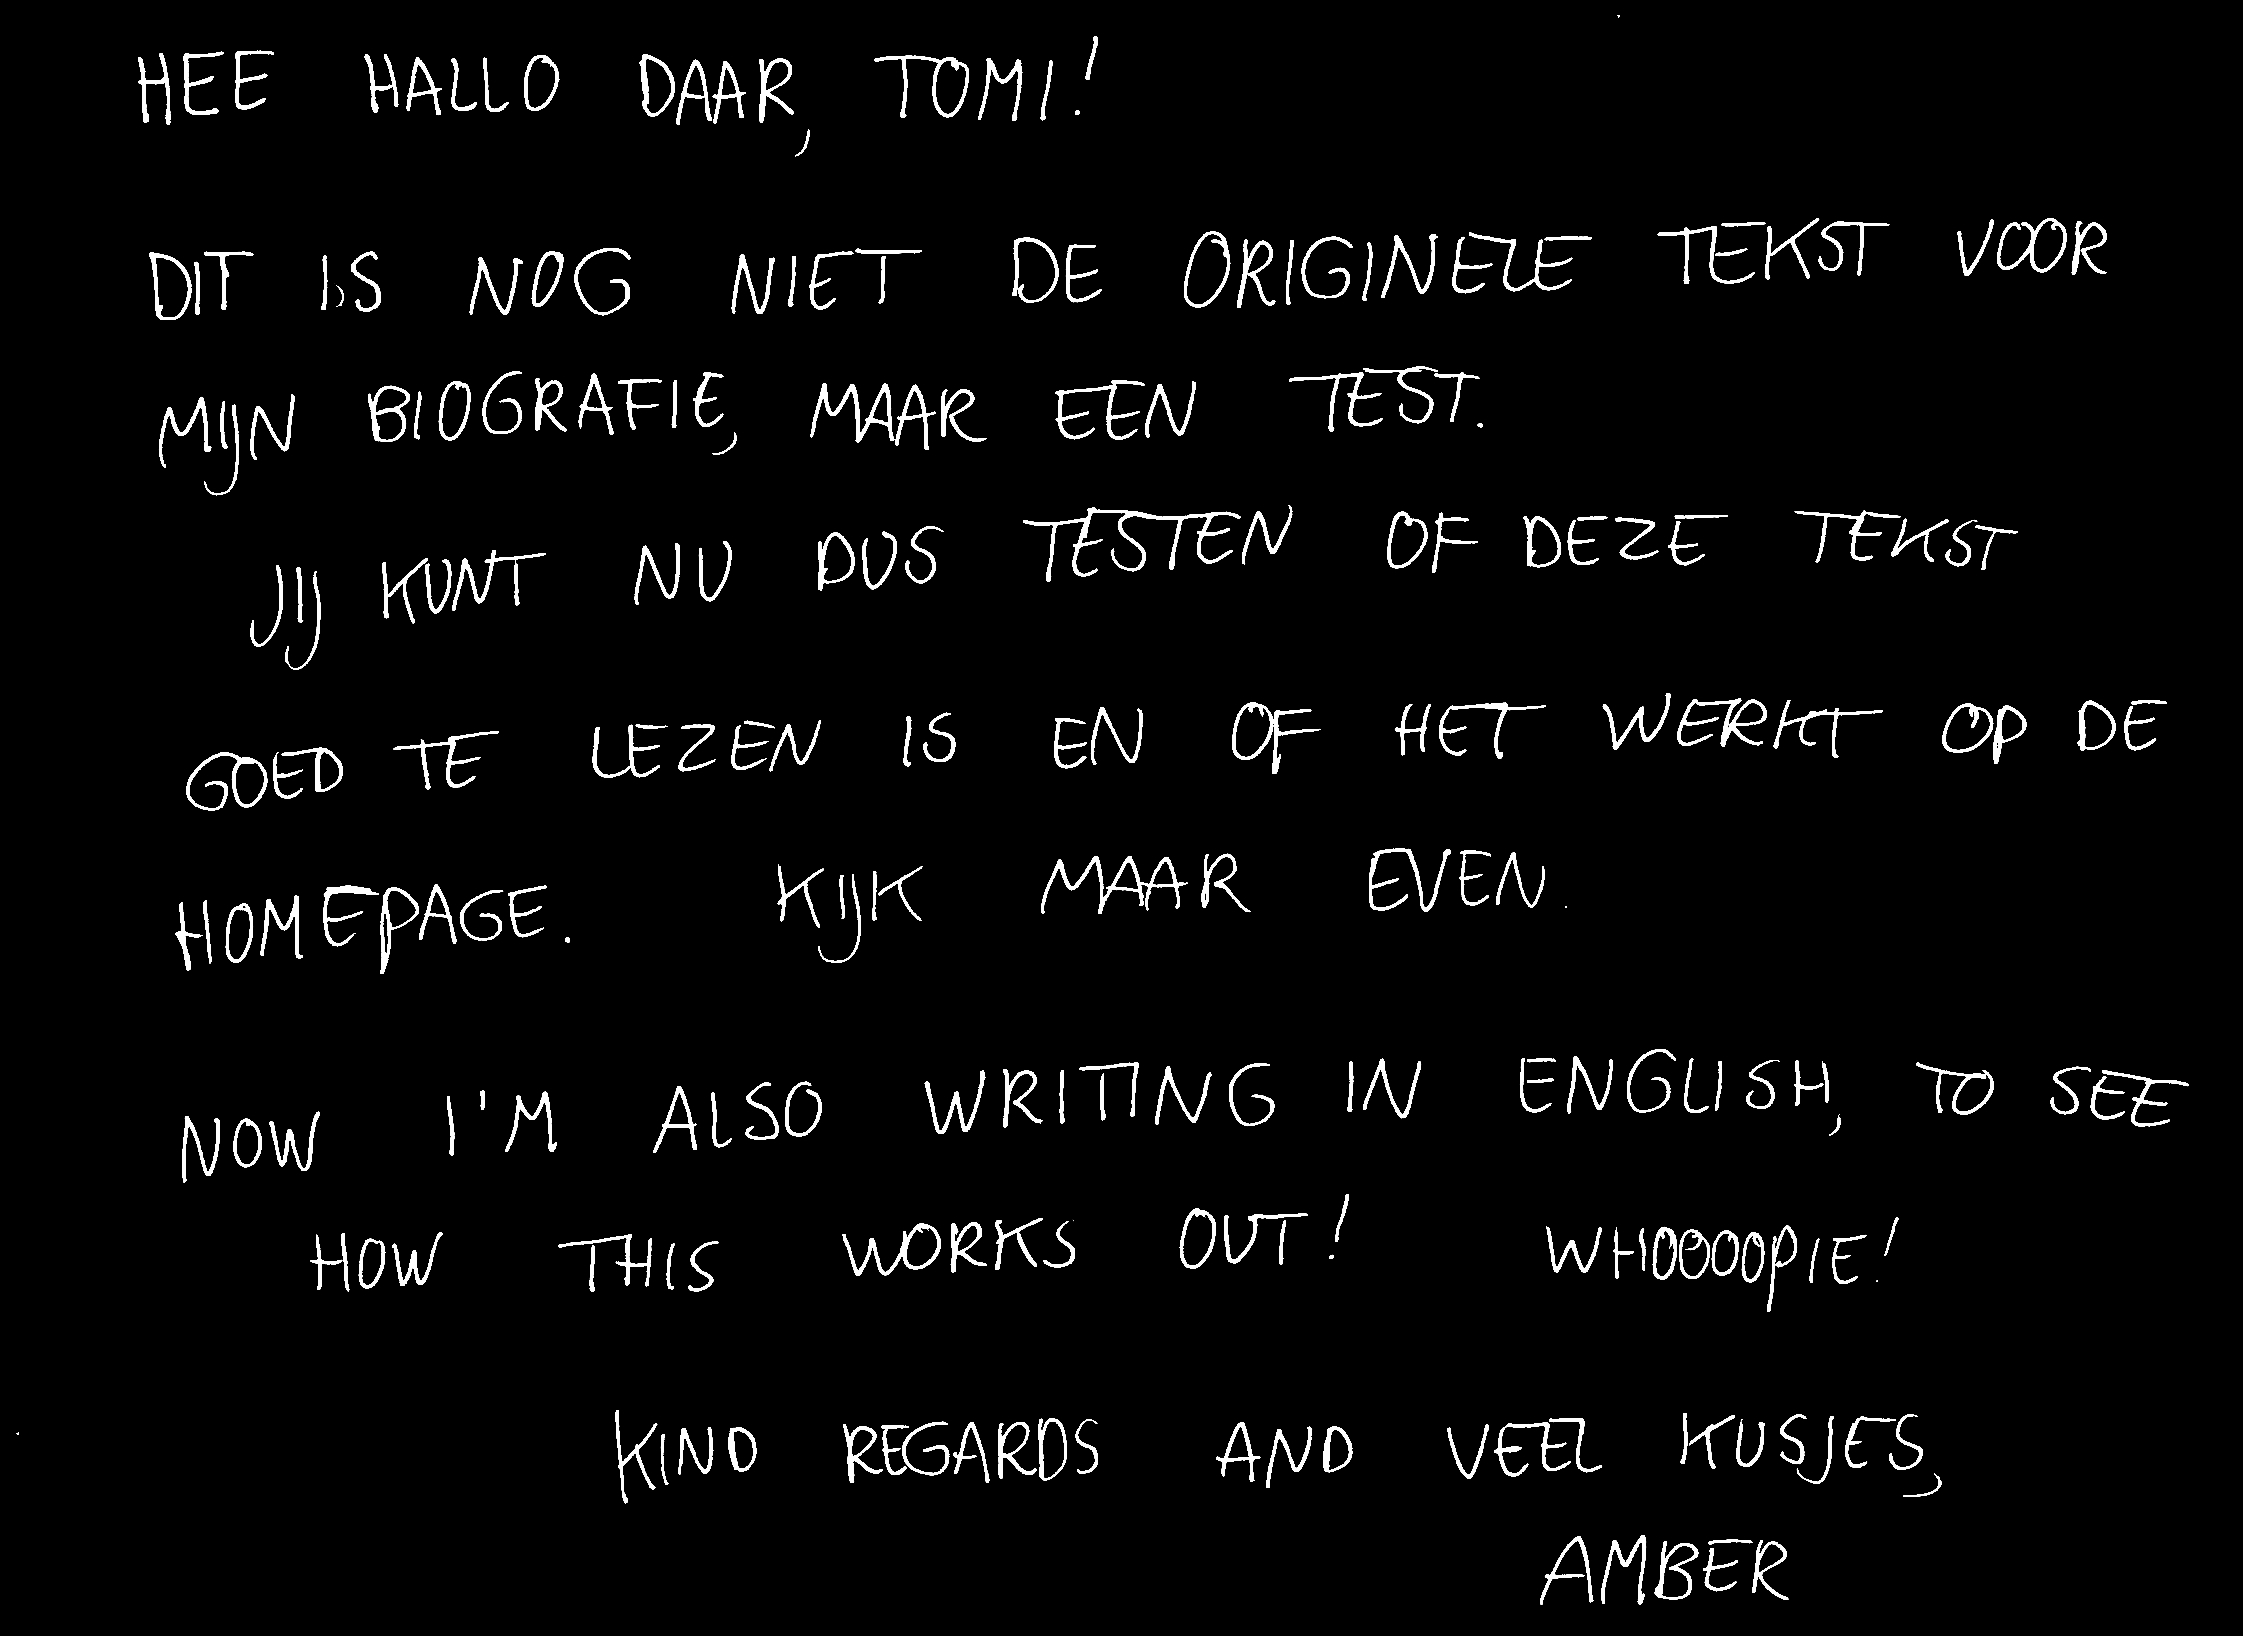 HEE HALLO DAAR, TOMI!
DIT IS NOG NIET DE ORIGINELE TEKST VOOR
MIJN BIOGRAFIE, MAAR EEN TEST.
JIJ KUNT NU DUS TESTEN OF DEZE TEKST
GOED TE LEZEN IS EN OF HET WERKT OP DE
HOMEPAGE. KIJK MAAR EVEN.
NOW I'M ALSO WRITING IN ENGLISH, TO SEE
HOW THIS WORKS OUT! WHOOOOPIE!
KIND REGARDS AND VEEL KUSJES,
AMBER